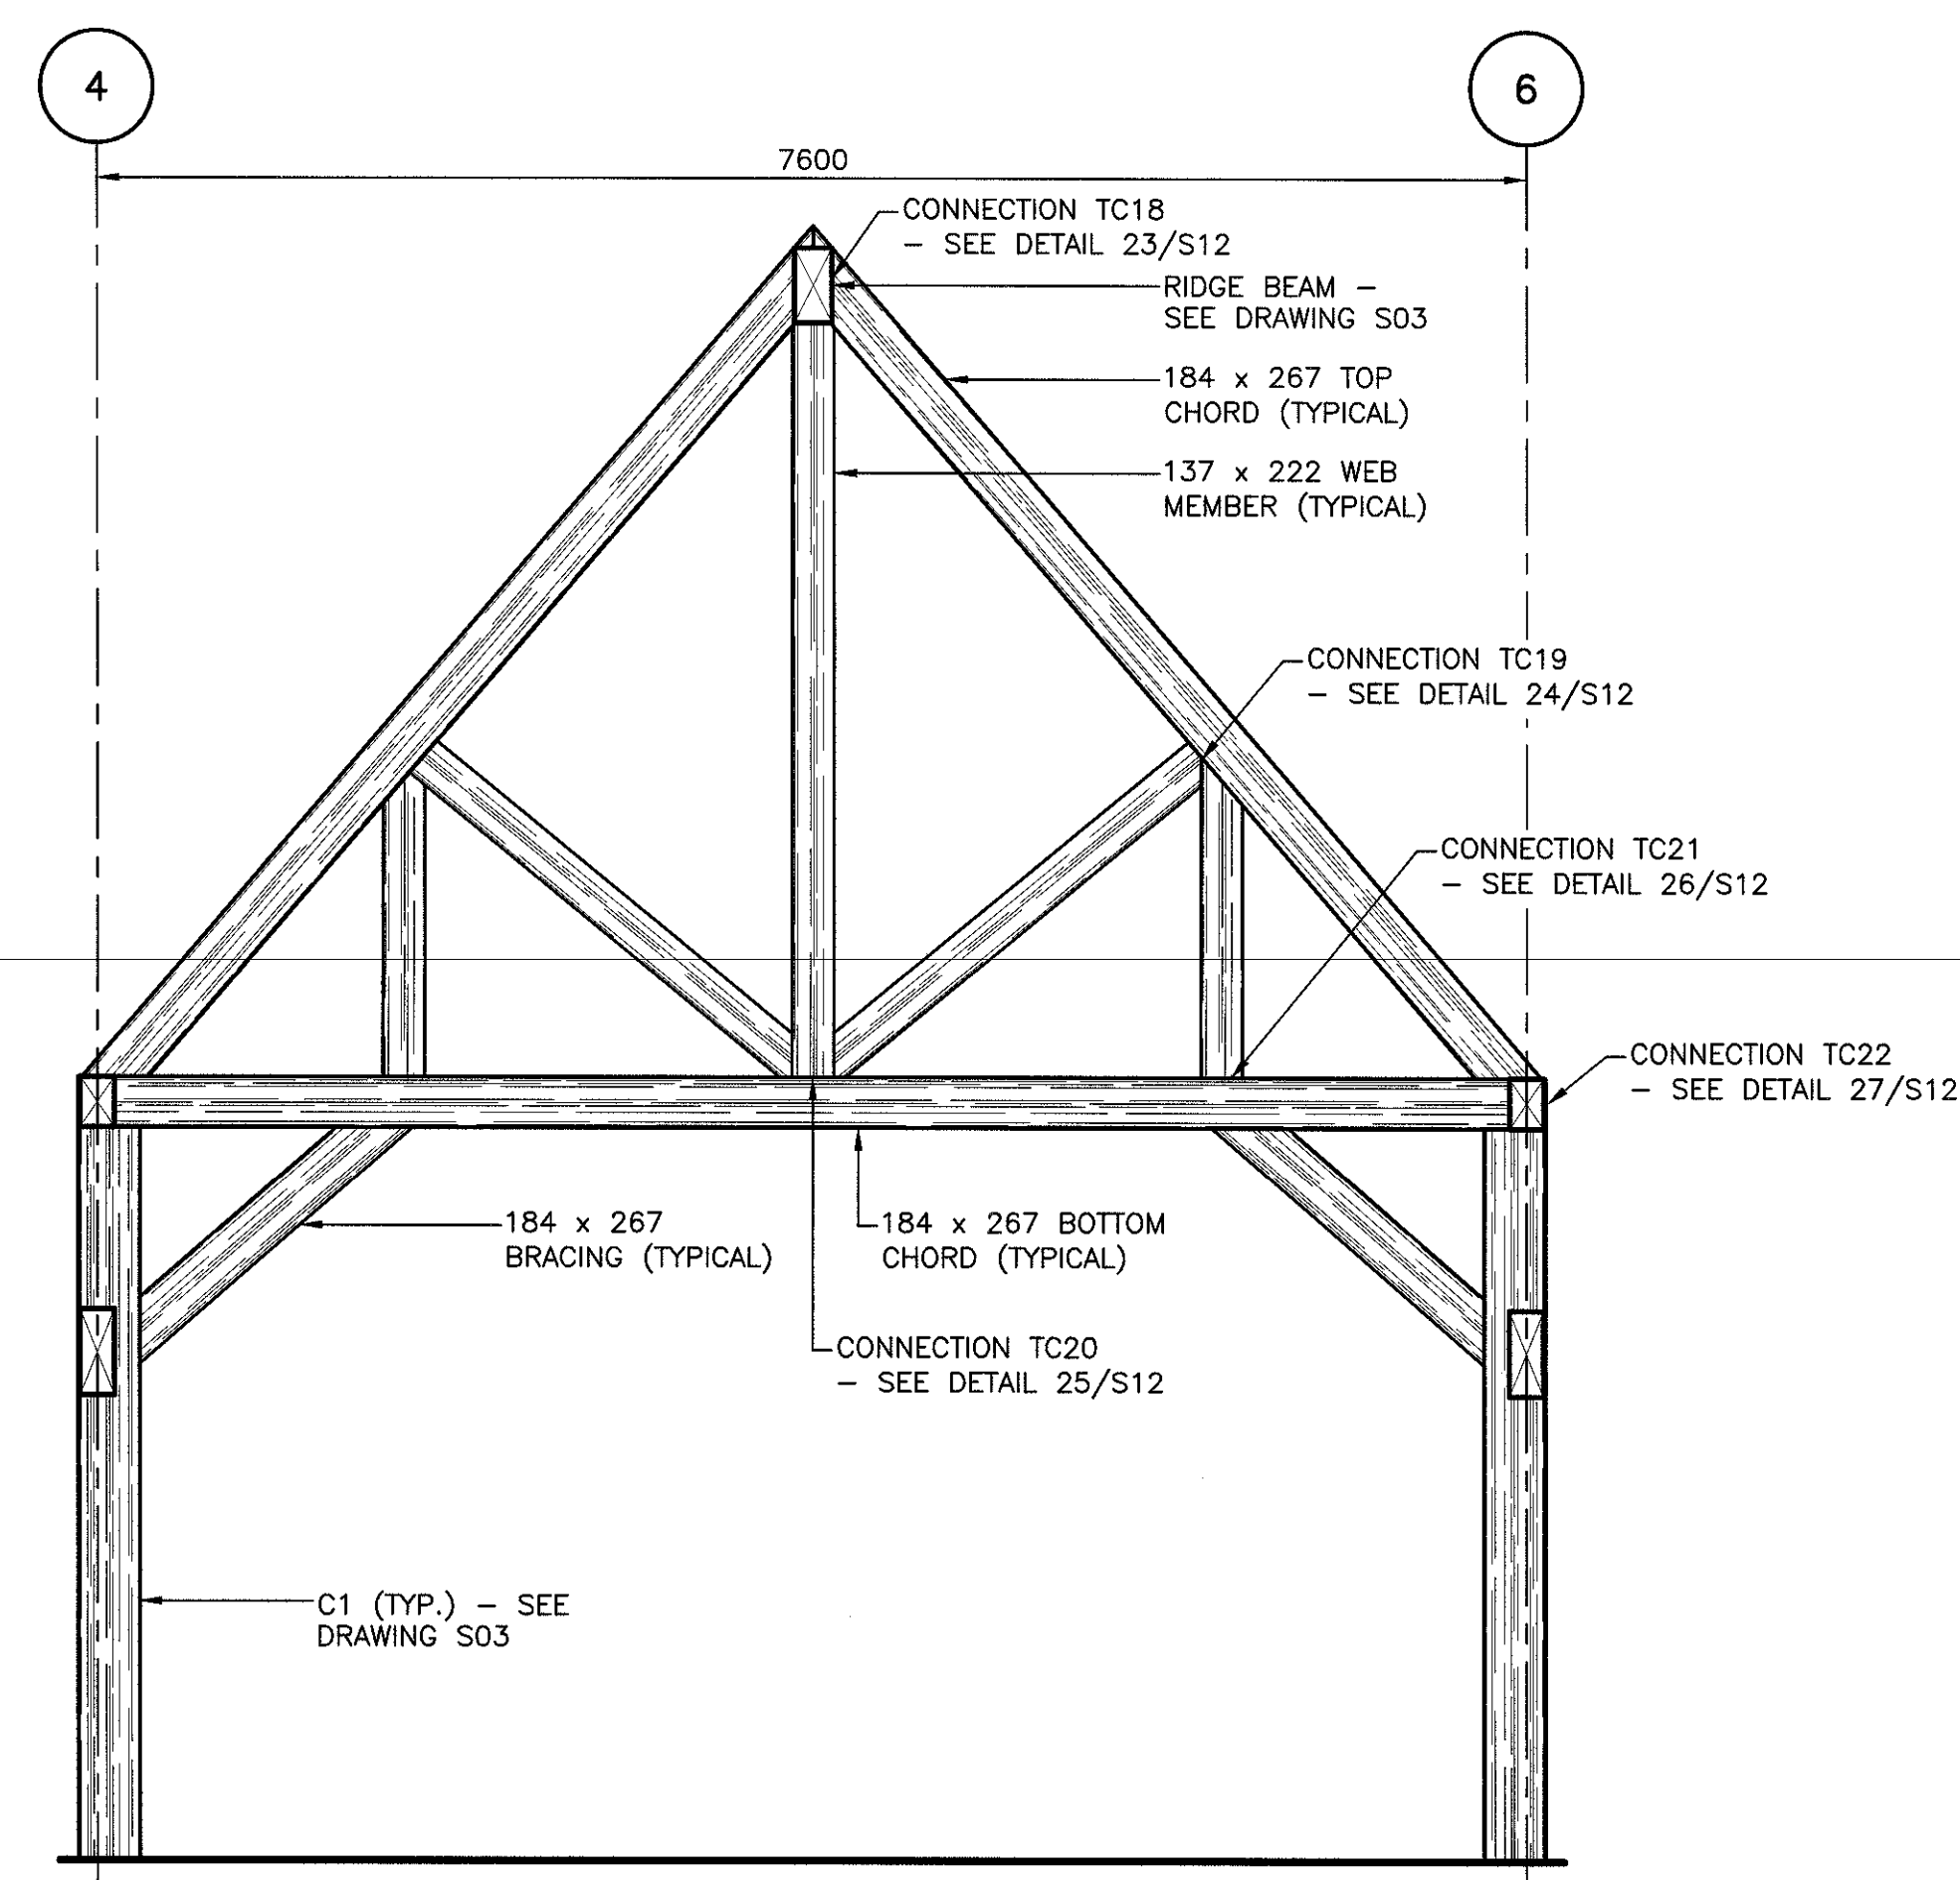 4
6
7600
CONNECTION TC18
– SEE DETAIL 23/S12
RIDGE BEAM –
SEE DRAWING S03
184 x 267 TOP
CHORD (TYPICAL)
137 x 222 WEB
MEMBER (TYPICAL)
CONNECTION TC19
– SEE DETAIL 24/S12
CONNECTION TC21
– SEE DETAIL 26/S12
CONNECTION TC22
– SEE DETAIL 27/S12
184 x 267
BRACING (TYPICAL)
184 x 267 BOTTOM
CHORD (TYPICAL)
CONNECTION TC20
– SEE DETAIL 25/S12
C1 (TYP.) – SEE
DRAWING S03